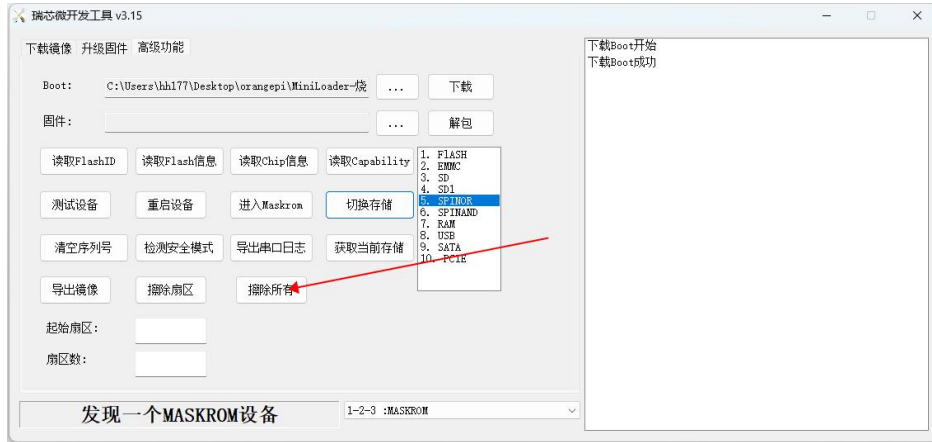 瑞芯微开发工具 v3.15
下载镜像 升级固件 高级功能
Boot: C:\Users\hh177\Desktop\orangepi\MiniLoader-烧 ... 下载
固件: ... 解包
读取FlashID 读取Flash信息 读取Chip信息 读取Capability
测试设备 重启设备 进入Maskrom 切换存储
清空序列号 检测安全模式 导出串口日志 获取当前存储
导出镜像 擦除扇区 擦除所有
1. FlASH
2. EMMC
3. SD
4. SD1
5. SPINOR
6. SPINAND
7. RAM
8. USB
9. SATA
10. PCIE
起始扇区:
扇区数:
发现一个MASKROM设备
1-2-3 :MASKROM
下载Boot开始
下载Boot成功